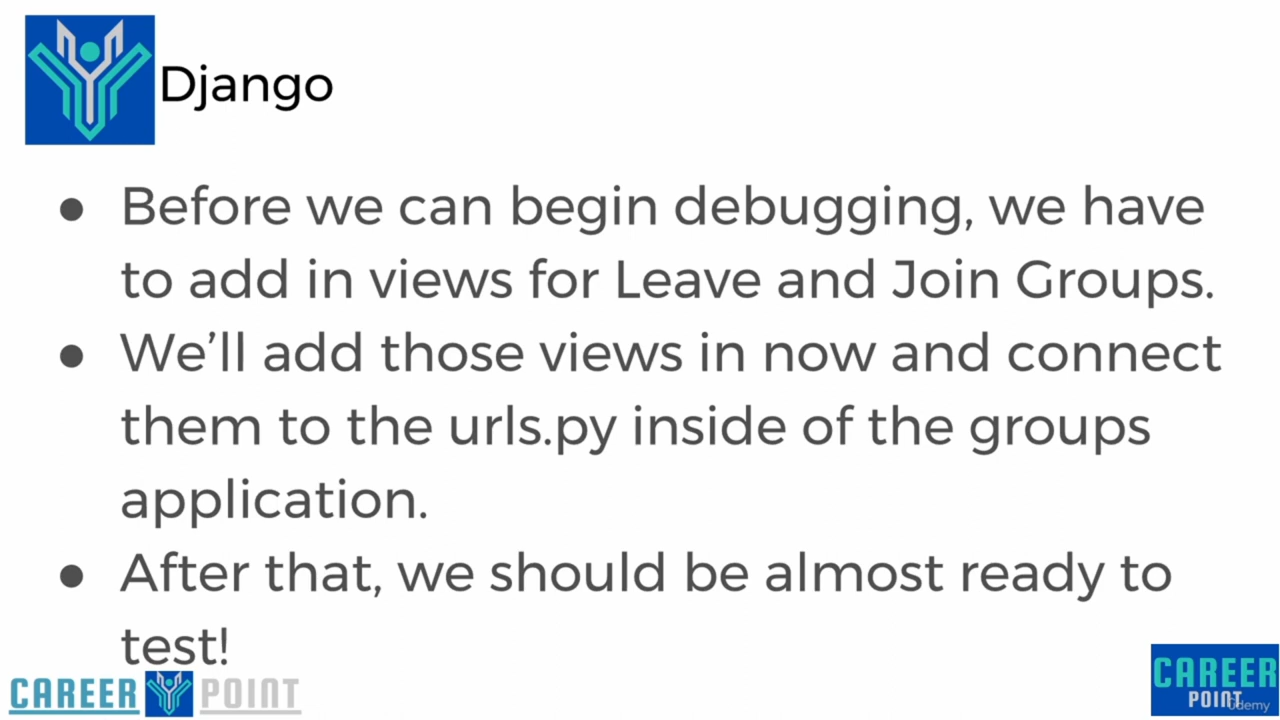 Django
● Before we can begin debugging, we have
to add in views for Leave and Join Groups.
● We’ll add those views in now and connect
them to the urls.py inside of the groups
application.
● After that, we should be almost ready to
test!
CAREER POINT
CAREER
POINT
Udemy